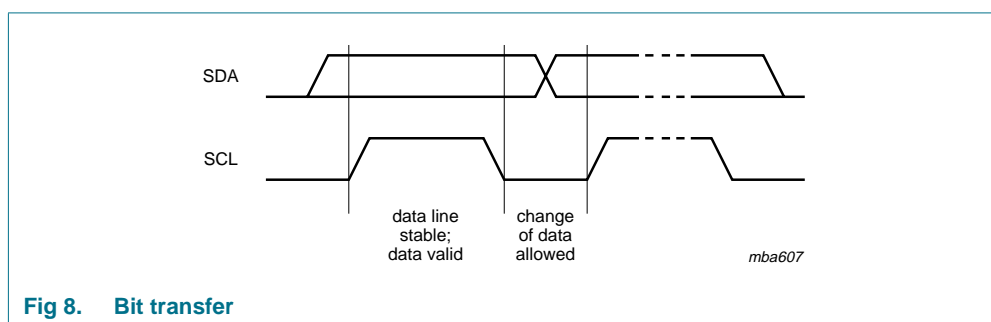 SDA
SCL
data line
stable;
data valid
change
of data
allowed
mba607
Fig 8. Bit transfer